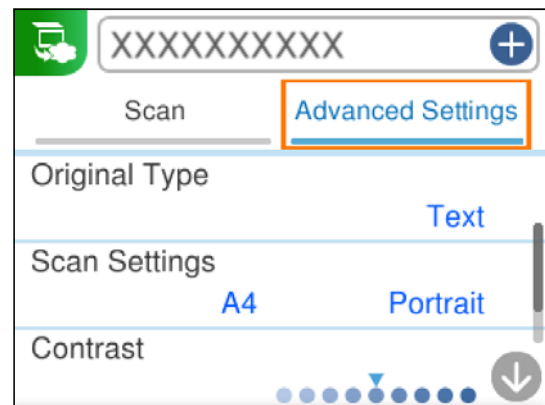 XXXXXXXXXX
Scan Advanced Settings
Original Type
Text
Scan Settings
A4 Portrait
Contrast